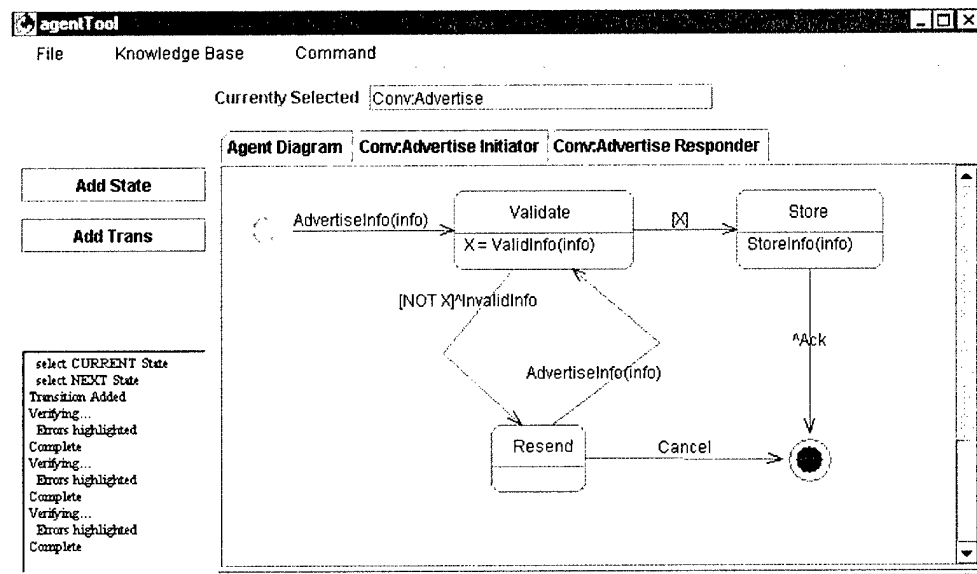 agentTool
File Knowledge Base Command
Currently Selected Conv:Advertise
Agent Diagram Conv:Advertise Initiator Conv:Advertise Responder
Add State
Add Trans
AdvertiseInfo(info)
Validate
X = ValidInfo(info)
[X]
Store
StoreInfo(info)
[NOT X]^InvalidInfo
AdvertiseInfo(info)
^Ack
Resend
Cancel
select CURRENT State
select NEXT State
Transition Added
Verifying...
Errors highlighted
Complete
Verifying...
Errors highlighted
Complete
Verifying...
Errors highlighted
Complete